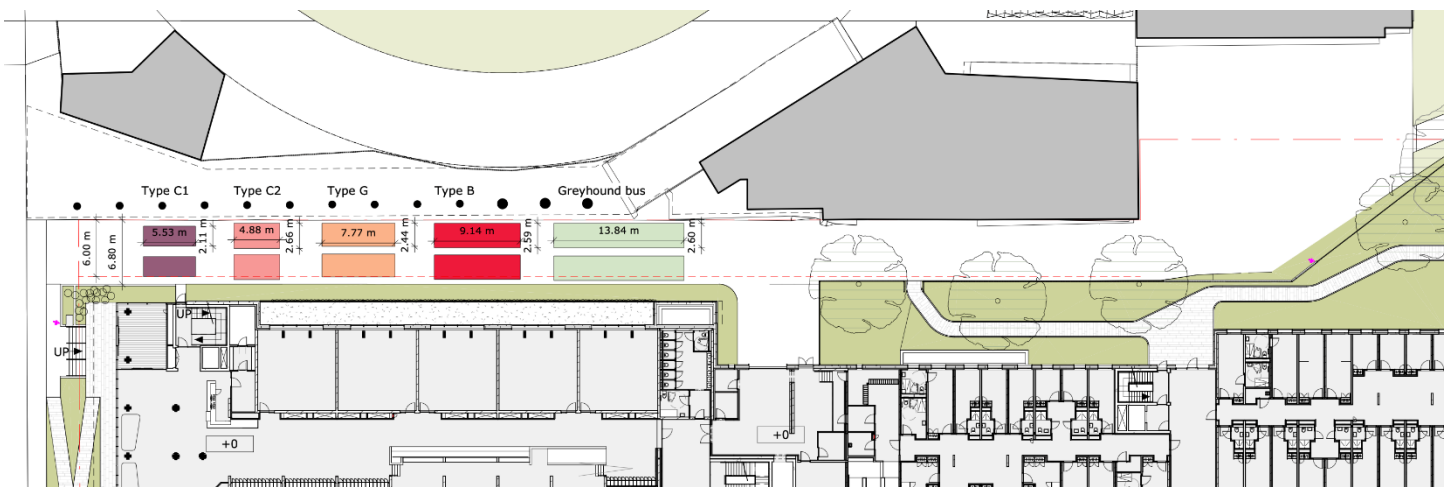 Type C1
Type C2
Type G
Type B
Greyhound bus
5.53 m
2.11 m
4.88 m
2.66 m
7.77 m
2.44 m
9.14 m
2.59 m
13.84 m
2.60 m
6.00 m
6.80 m
UP
UP
+0
+0